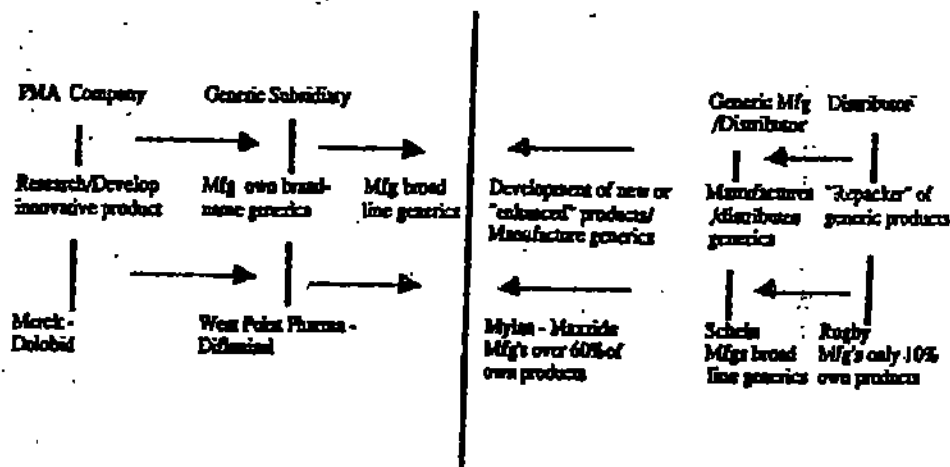 PMA Company
Generic Subsidiary
Generic Mfg
/Distributor
Distributor
Research/Develop
innovative product
Mfg own brand-
name generics
Mfg broad
line generics
Development of new or
"enhanced" products/
Manufacture generics
Manufactures
/distributes
generics
"Repacker" of
generic products
Merck -
Dolobid
West Point Pharma -
Diflunisal
Mylan - Maxzide
Mfg's over 60% of
own products
Schein
Mfgs broad
line generics
Rugby
Mfg's only 10%
own products